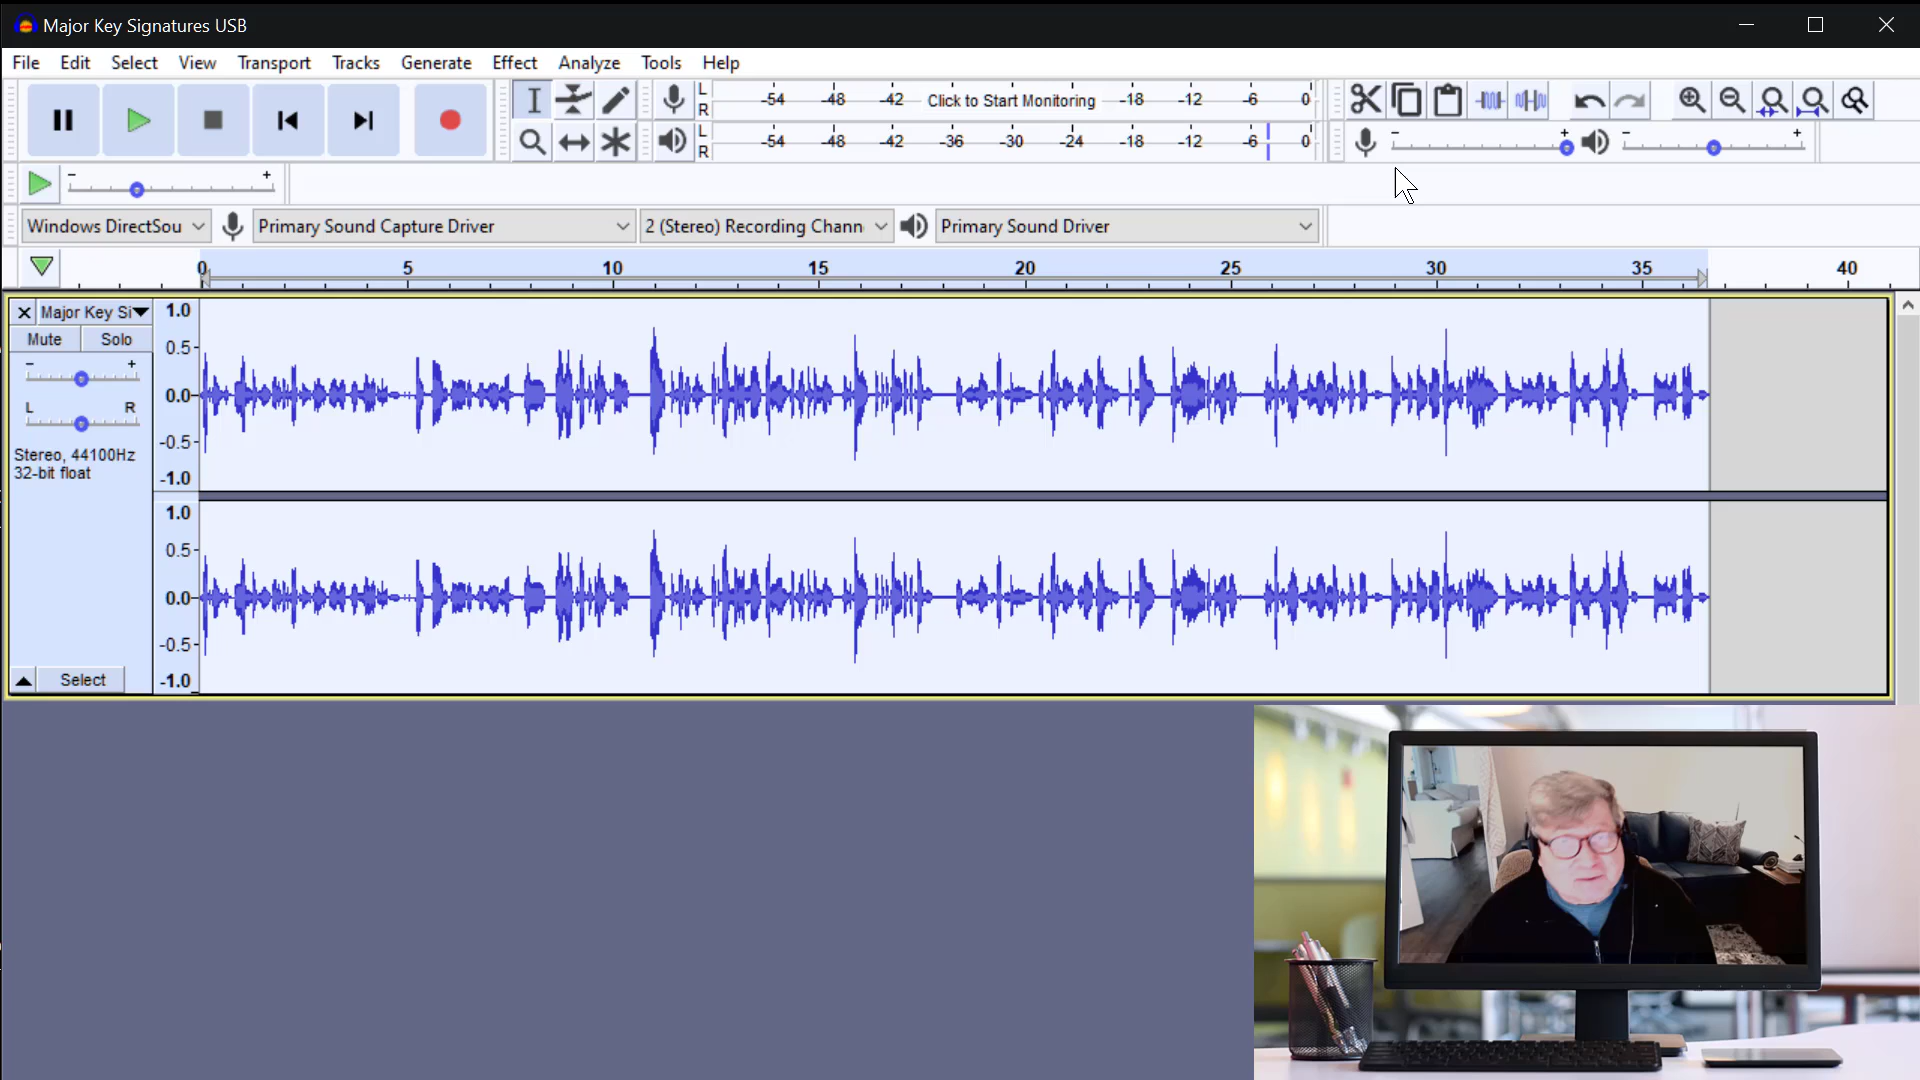 Major Key Signatures USB
File Edit Select View Transport Tracks Generate Effect Analyze Tools Help
L
R
-54 -48 -42 Click to Start Monitoring -18 -12 -6 0
L
R
-54 -48 -42 -36 -30 -24 -18 -12 -6 0
- + - +
- +
Windows DirectSou Primary Sound Capture Driver 2 (Stereo) Recording Chann Primary Sound Driver
0 5 10 15 20 25 30 35 40
Major Key Si
Mute Solo
- +
L R
Stereo, 44100Hz
32-bit float
Select
1.0
0.5
0.0
-0.5
-1.0
1.0
0.5
0.0
-0.5
-1.0